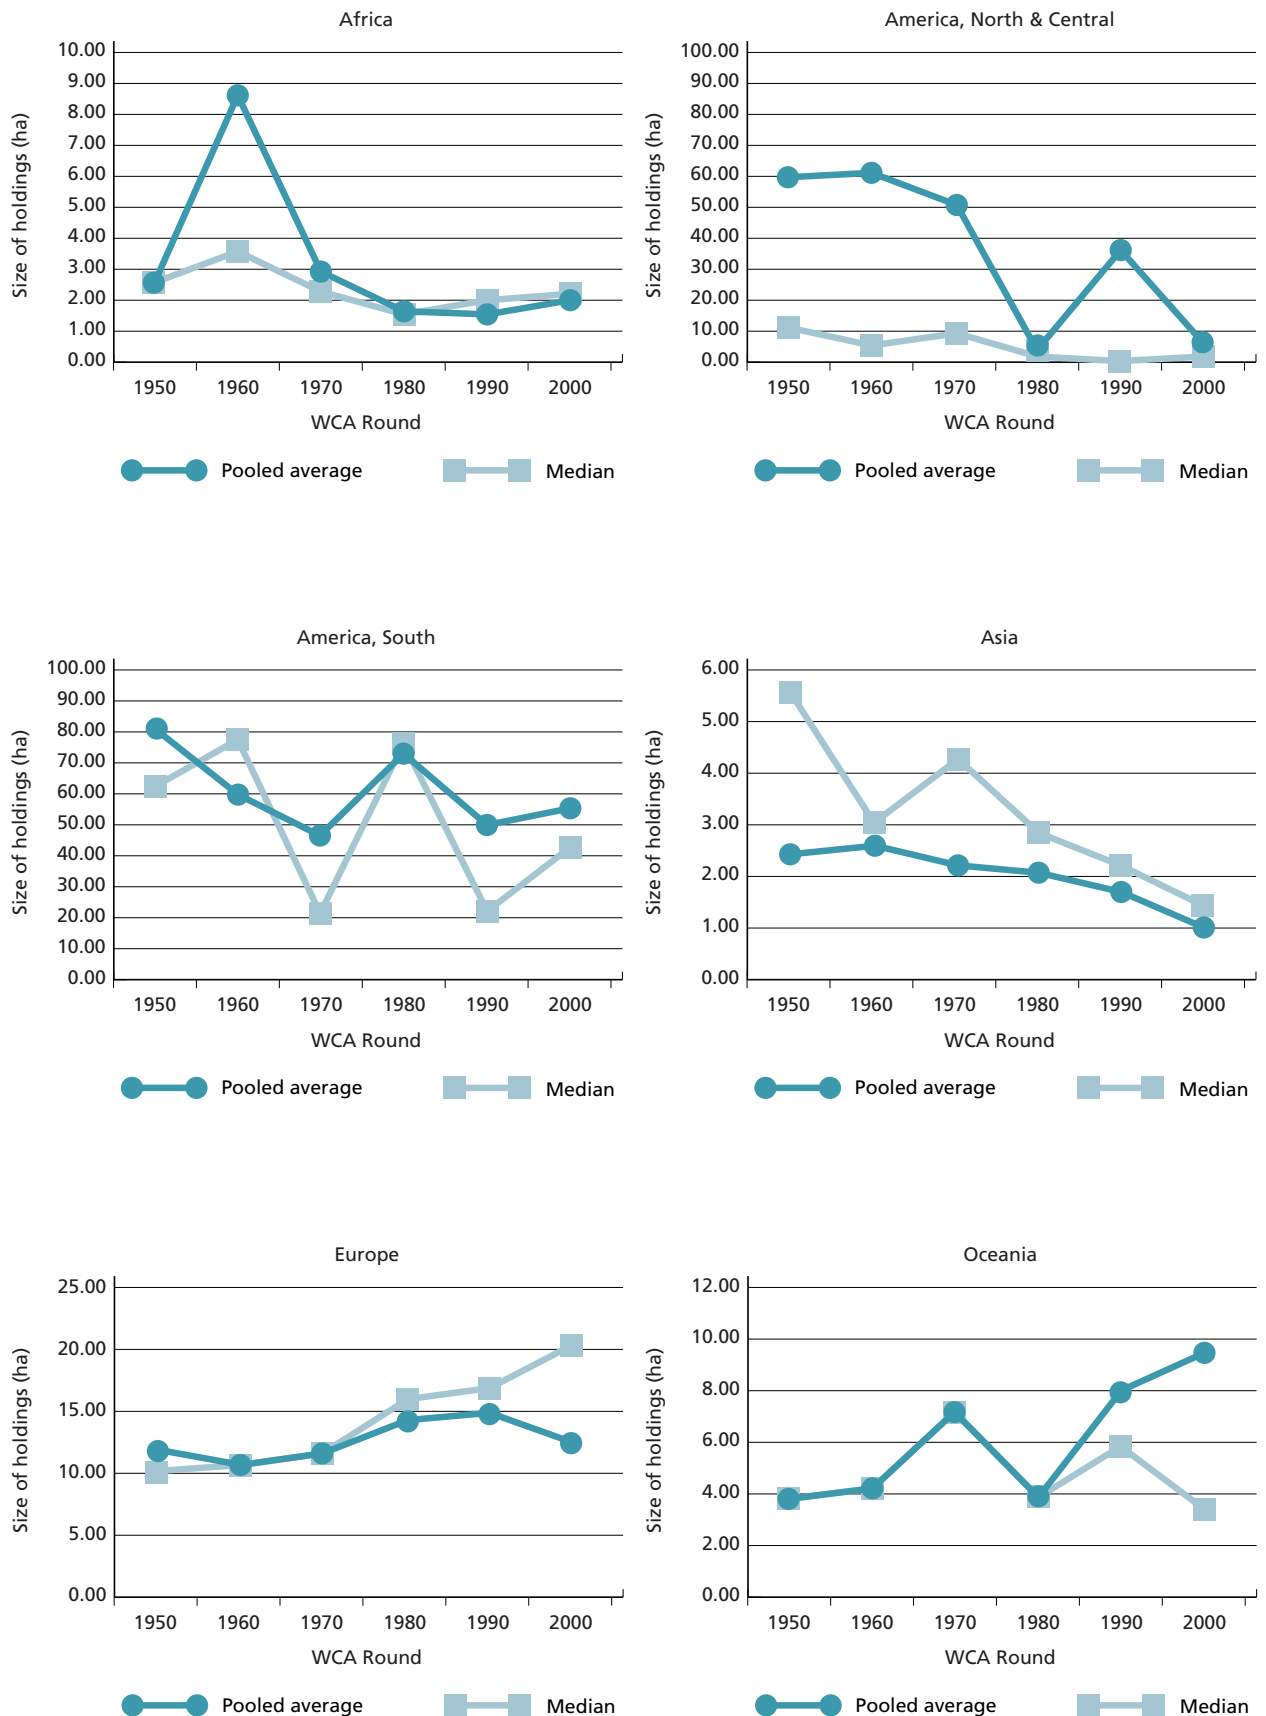 Africa
Size of holdings (ha)
10.00
9.00
8.00
7.00
6.00
5.00
4.00
3.00
2.00
1.00
0.00
1950 1960 1970 1980 1990 2000
WCA Round
Pooled average Median
America, North & Central
Size of holdings (ha)
100.00
90.00
80.00
70.00
60.00
50.00
40.00
30.00
20.00
10.00
0.00
1950 1960 1970 1980 1990 2000
WCA Round
Pooled average Median
America, South
Size of holdings (ha)
100.00
90.00
80.00
70.00
60.00
50.00
40.00
30.00
20.00
10.00
0.00
1950 1960 1970 1980 1990 2000
WCA Round
Pooled average Median
Asia
Size of holdings (ha)
6.00
5.00
4.00
3.00
2.00
1.00
0.00
1950 1960 1970 1980 1990 2000
WCA Round
Pooled average Median
Europe
Size of holdings (ha)
25.00
20.00
15.00
10.00
5.00
0.00
1950 1960 1970 1980 1990 2000
WCA Round
Pooled average Median
Oceania
Size of holdings (ha)
12.00
10.00
8.00
6.00
4.00
2.00
0.00
1950 1960 1970 1980 1990 2000
WCA Round
Pooled average Median